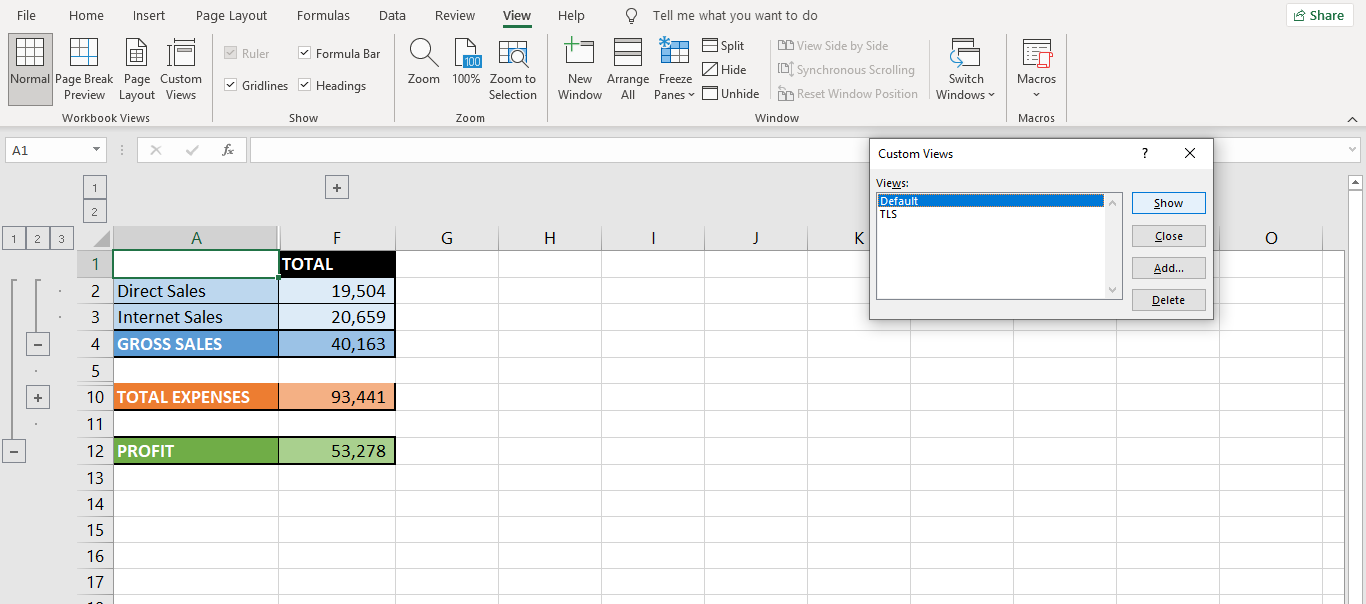 File Home Insert Page Layout Formulas Data Review View Help Tell me what you want to do Share
Normal Page Break Preview Page Layout Custom Views
Workbook Views
Ruler Formula Bar
Gridlines Headings
Show
Zoom 100% Zoom to Selection
100
Zoom
New Window Arrange All Freeze Panes
Split View Side by Side
Hide Synchronous Scrolling
Unhide Reset Window Position
Switch Windows
Window
Macros
Macros
A1 fx
Custom Views ?
Views:
Default
TLS
Show
Close
Add...
Delete
1 +
2
1 2 3
A F G H I J K O
1 TOTAL
2 Direct Sales 19,504
3 Internet Sales 20,659
4 GROSS SALES 40,163
5
10 TOTAL EXPENSES 93,441
11
12 PROFIT 53,278
13
14
15
16
17